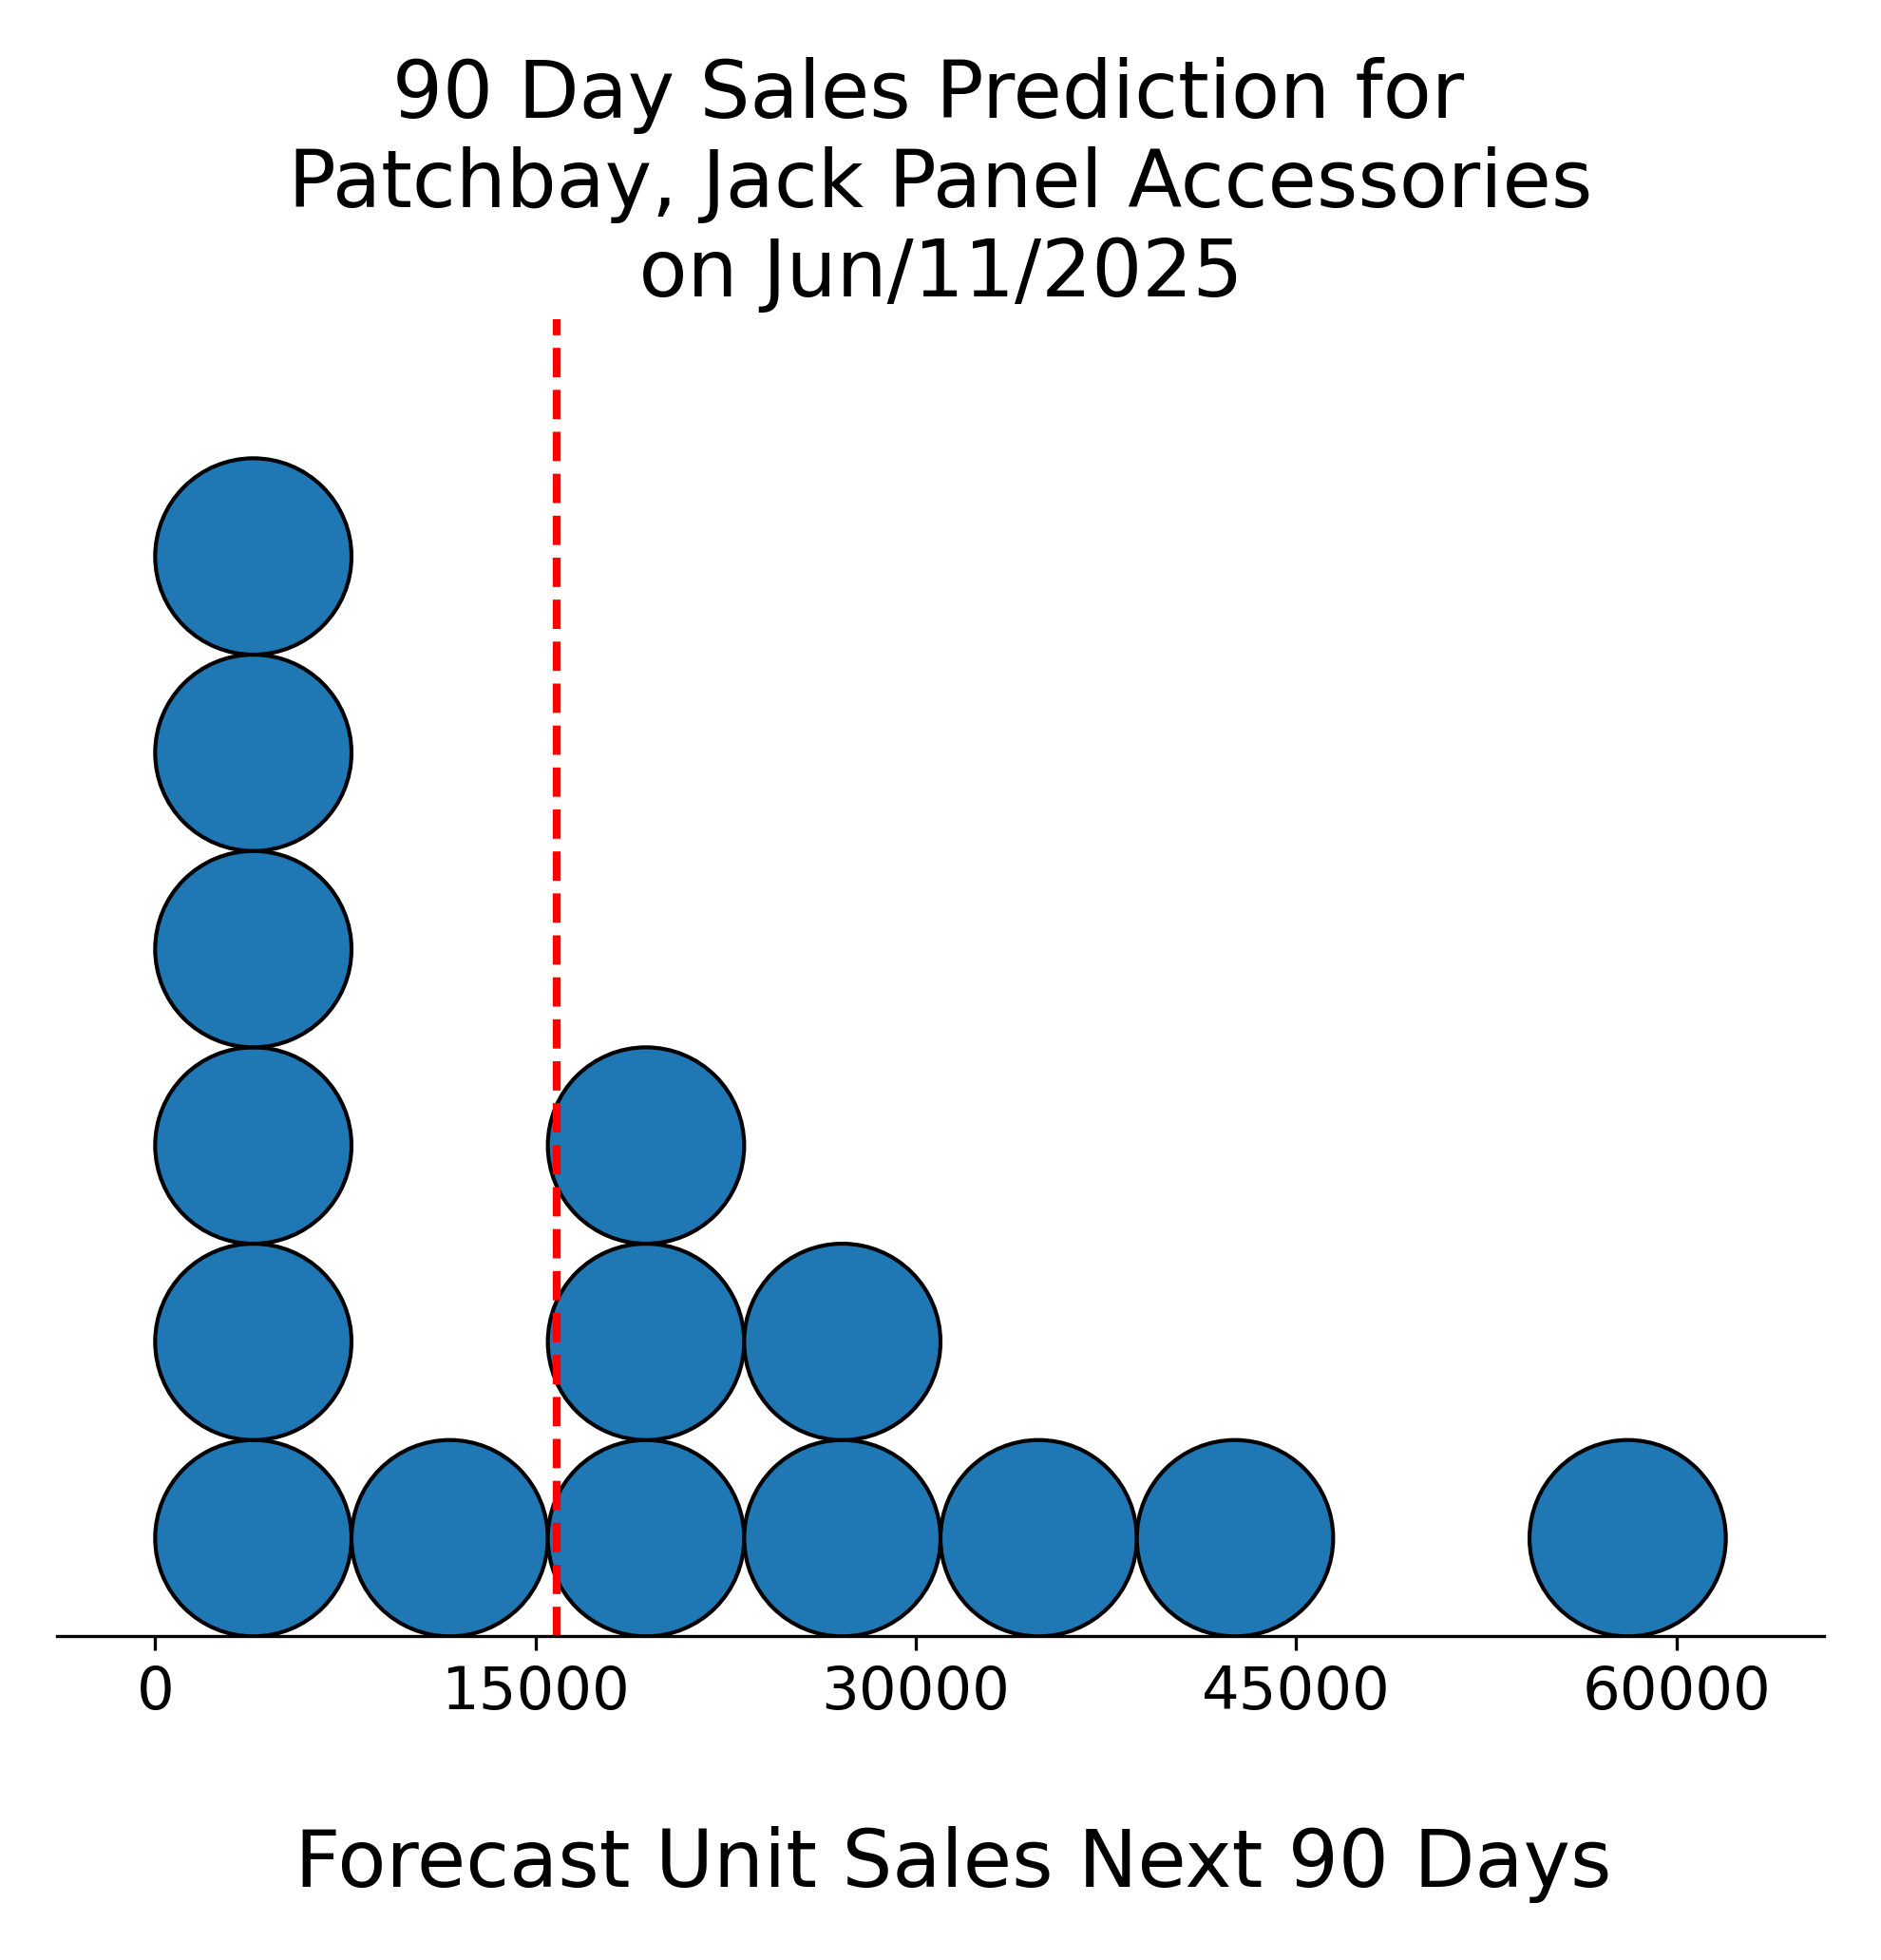 90 Day Sales Prediction for
Patchbay, Jack Panel Accessories
on Jun/11/2025
0 15000 30000 45000 60000
Forecast Unit Sales Next 90 Days